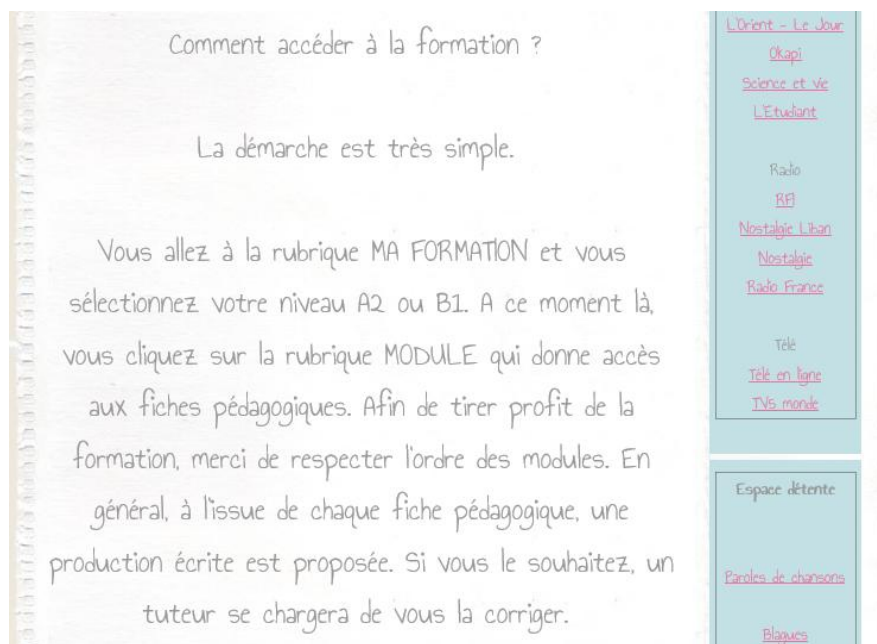 Comment accéder à la formation ?
La démarche est très simple.
Vous allez à la rubrique MA FORMATION et vous
sélectionnez votre niveau A2 ou B1. A ce moment là,
vous cliquez sur la rubrique MODULE qui donne accès
aux fiches pédagogiques. Afin de tirer profit de la
formation, merci de respecter l'ordre des modules. En
général, à l'issue de chaque fiche pédagogique, une
production écrite est proposée. Si vous le souhaitez, un
tuteur se chargera de vous la corriger.
L'Orient - Le Jour
Okapi
Science et vie
L'Etudiant
Radio
RFI
Nostalgie Liban
Nostalgie
Radio France
Télé
Télé en ligne
TV5 monde
Espace détente
Paroles de chansons
Blagues